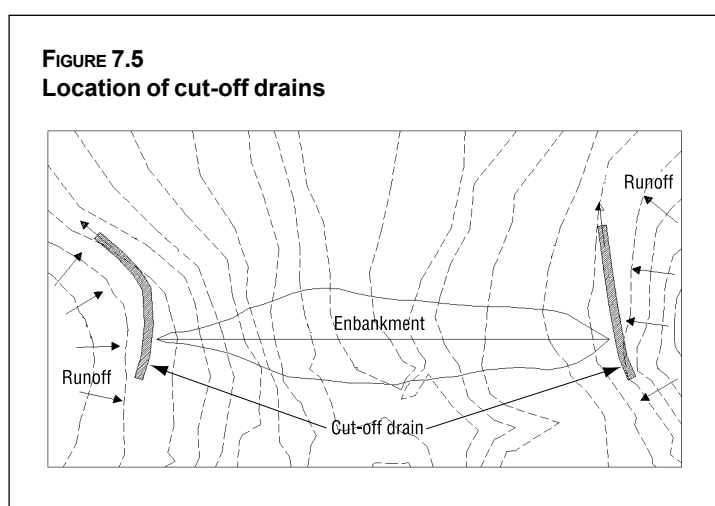 FIGURE 7.5
Location of cut-off drains
Runoff
Enbankment
Runoff
Cut-off drain